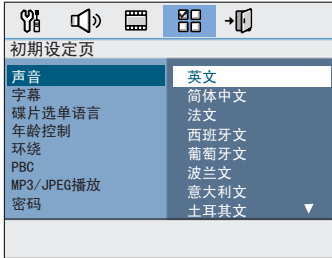 初期设定页
声音
字幕
碟片选单语言
年龄控制
环绕
PBC
MP3/JPEG播放
密码
英文
简体中文
法文
西班牙文
葡萄牙文
波兰文
意大利文
土耳其文